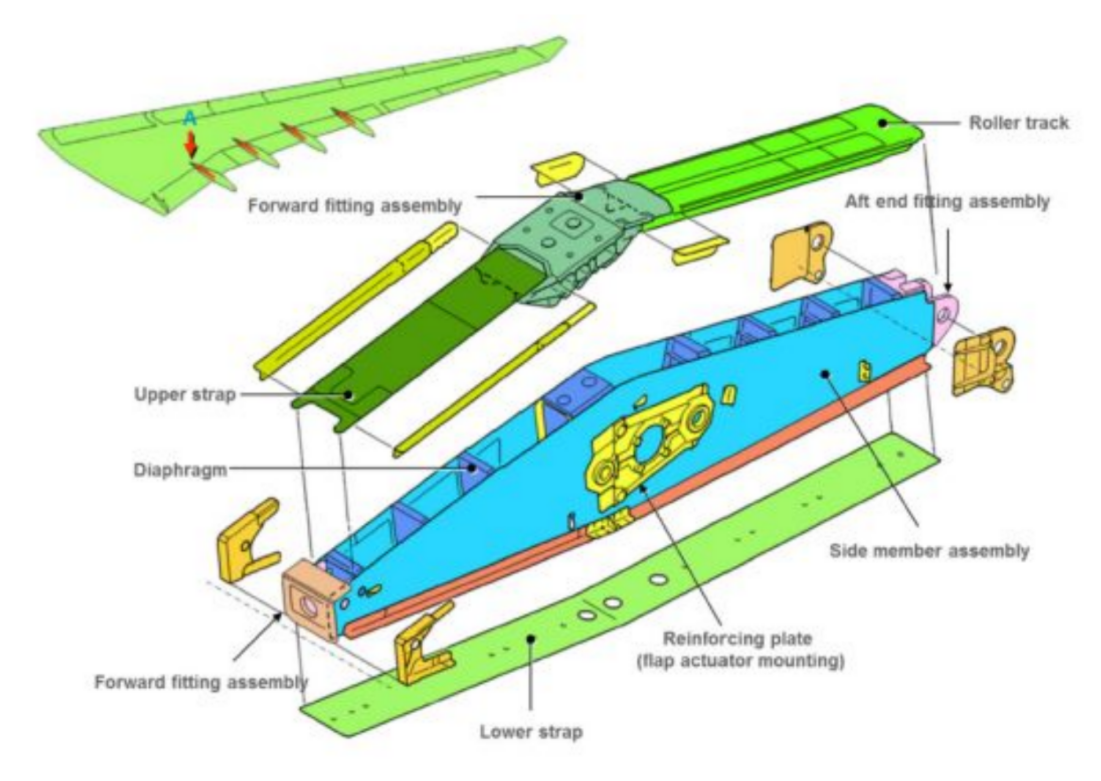 A
Roller track
Forward fitting assembly
Aft end fitting assembly
Upper strap
Diaphragm
Side member assembly
Reinforcing plate
(flap actuator mounting)
Forward fitting assembly
Lower strap